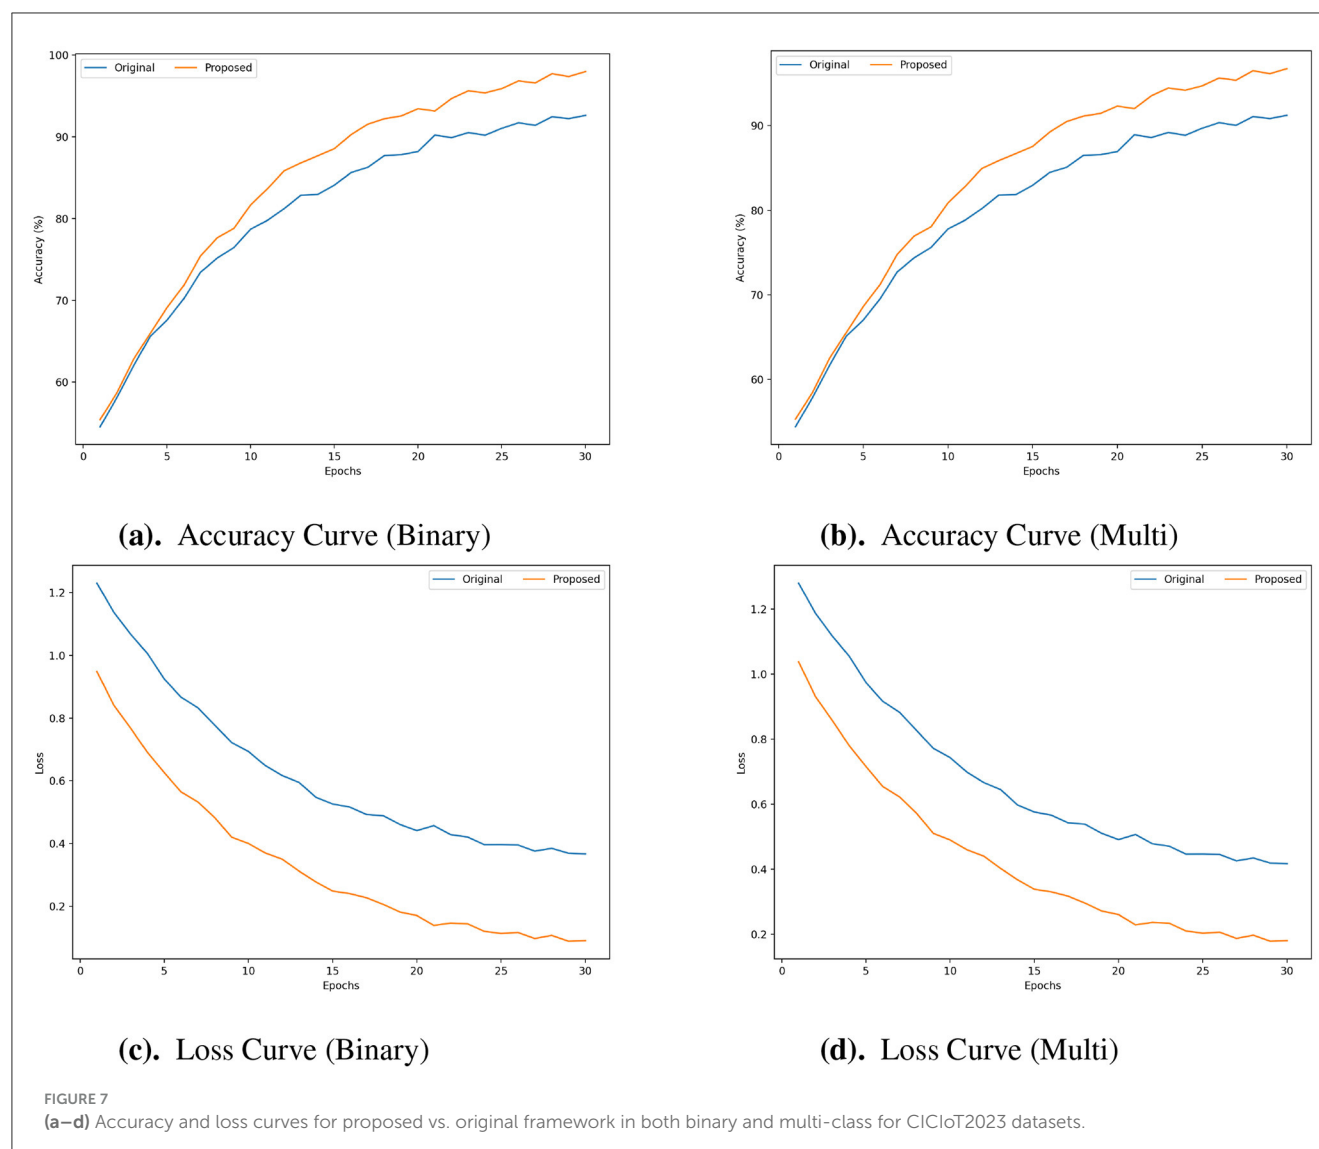 Original Proposed
100
90
80
70
60
Accuracy (%)
0 5 10 15 20 25 30
Epochs
(a). Accuracy Curve (Binary)
Original Proposed
90
80
70
60
Accuracy (%)
0 5 10 15 20 25 30
Epochs
(b). Accuracy Curve (Multi)
Original Proposed
1.2
1.0
0.8
0.6
0.4
0.2
Loss
0 5 10 15 20 25 30
Epochs
(c). Loss Curve (Binary)
Original Proposed
1.2
1.0
0.8
0.6
0.4
0.2
Loss
0 5 10 15 20 25 30
Epochs
(d). Loss Curve (Multi)
FIGURE 7
(a–d) Accuracy and loss curves for proposed vs. original framework in both binary and multi-class for CICIoT2023 datasets.